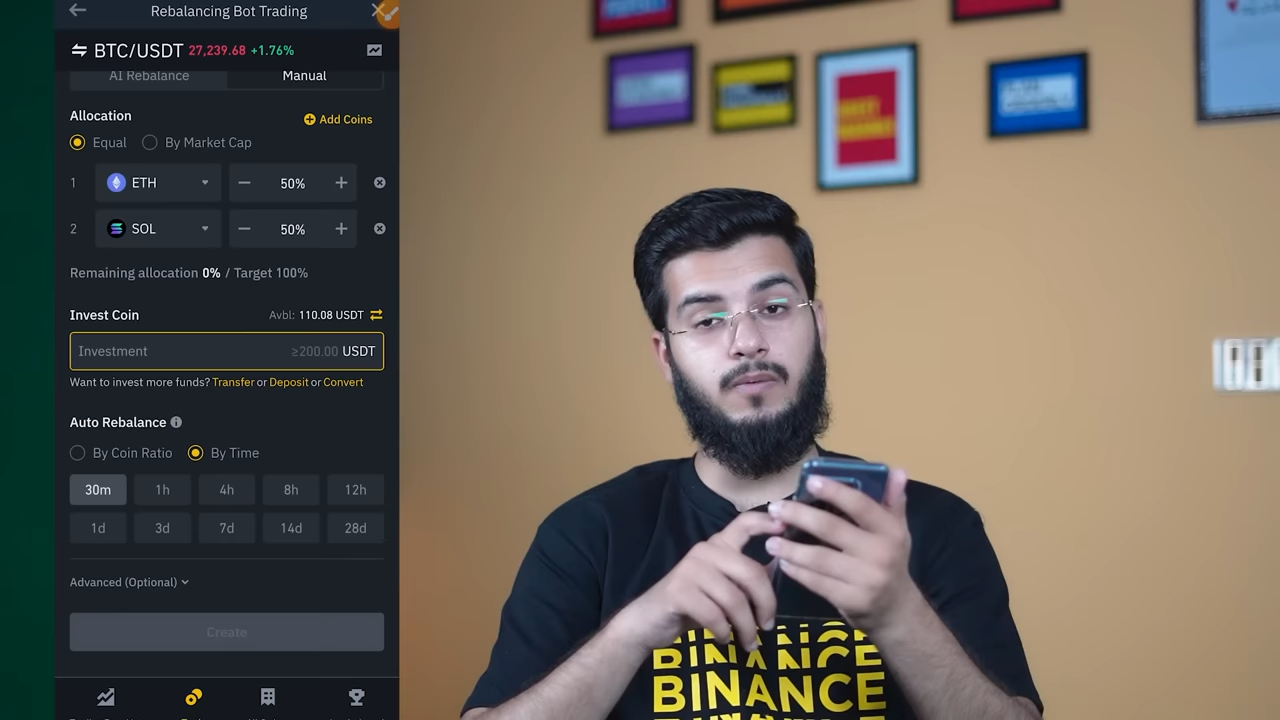 Rebalancing Bot Trading
BTC/USDT 27,239.68 +1.76%
AI Rebalance Manual
Allocation
Add Coins
Equal By Market Cap
1 ETH 50%
2 SOL 50%
Remaining allocation 0% / Target 100%
Invest Coin Avbl: 110.08 USDT
Investment ≥200.00 USDT
Want to invest more funds? Transfer or Deposit or Convert
Auto Rebalance
By Coin Ratio By Time
30m 1h 4h 8h 12h
1d 3d 7d 14d 28d
Advanced (Optional)
Create
BINANCE
BINANCE
BINANCE